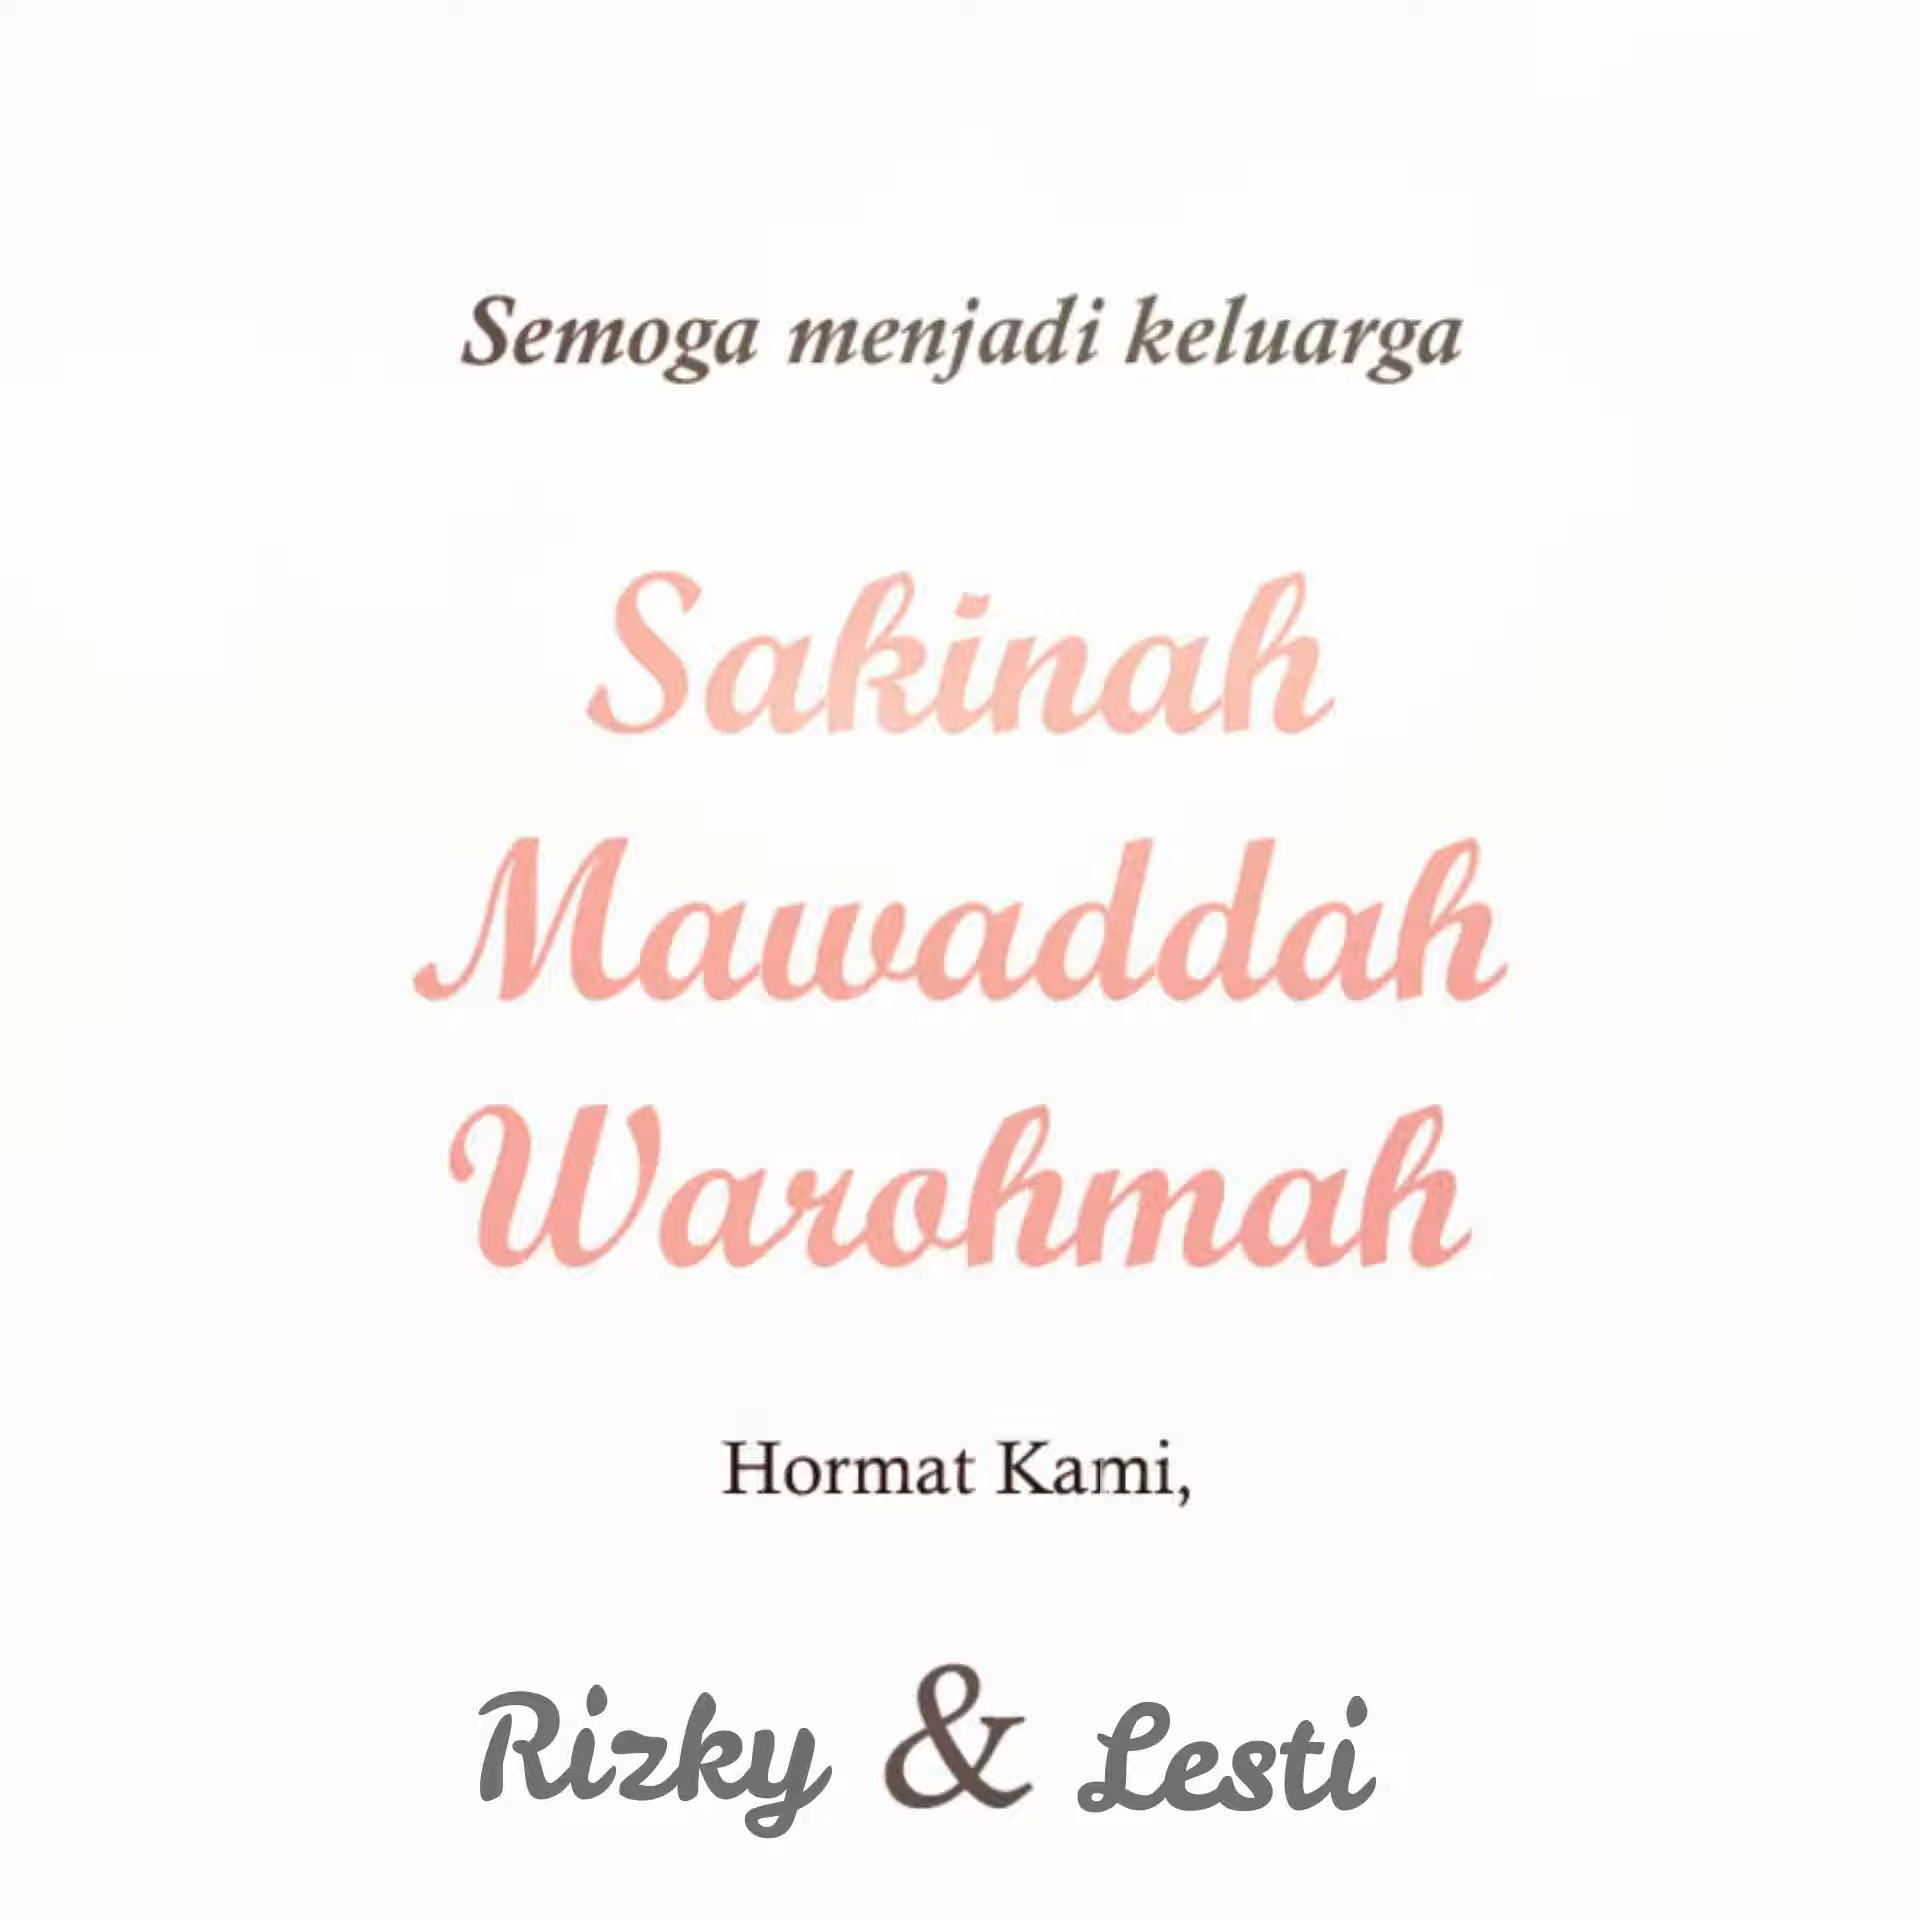 Semoga menjadi keluarga
Sakinah
Mawaddah
Warohmah
Hormat Kami,
Rizky & Lesti